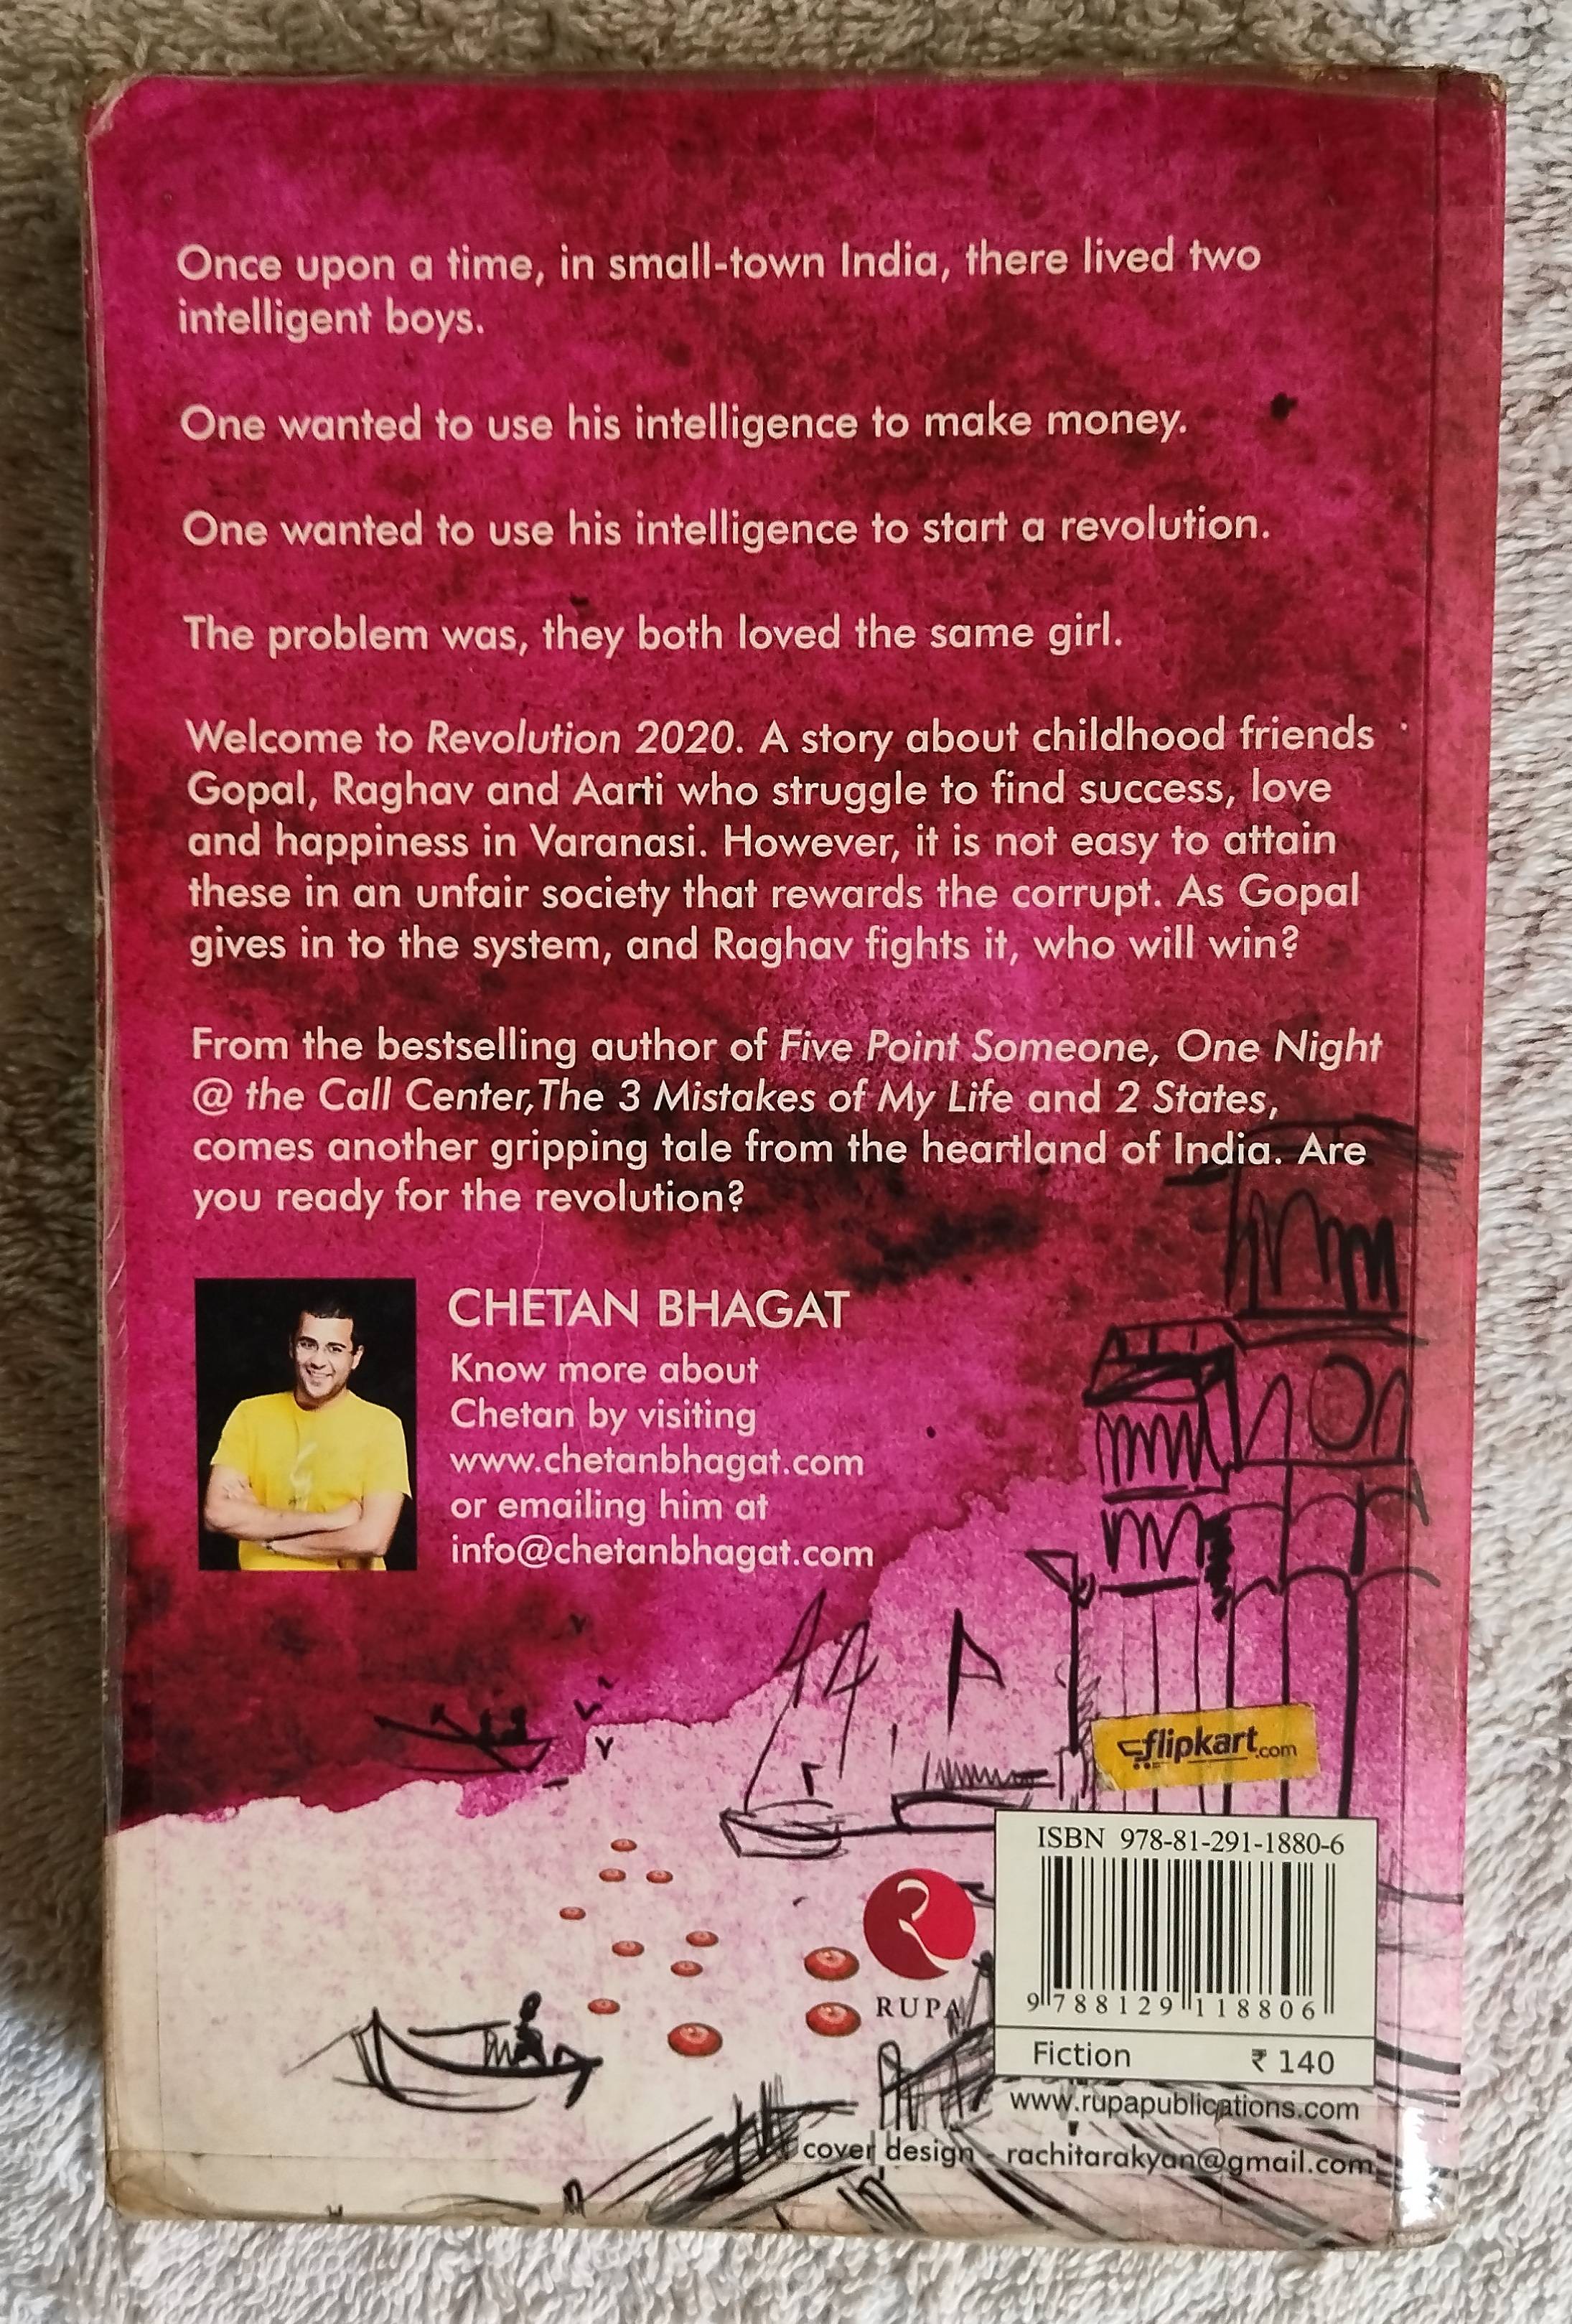 Once upon a time, in small-town India, there lived two
intelligent boys.
One wanted to use his intelligence to make money.
One wanted to use his intelligence to start a revolution.
The problem was, they both loved the same girl.
Welcome to Revolution 2020. A story about childhood friends
Gopal, Raghav and Aarti who struggle to find success, love
and happiness in Varanasi. However, it is not easy to attain
these in an unfair society that rewards the corrupt. As Gopal
gives in to the system, and Raghav fights it, who will win?
From the bestselling author of Five Point Someone, One Night
@ the Call Center,The 3 Mistakes of My Life and 2 States,
comes another gripping tale from the heartland of India. Are
you ready for the revolution?
CHETAN BHAGAT
Know more about
Chetan by visiting
www.chetanbhagat.com
or emailing him at
info@chetanbhagat.com
flipkart.com
ISBN 978-81-291-1880-6
9 788129 118806
RUPA
Fiction ₹ 140
www.rupapublications.com
cover design - rachitarakyan@gmail.com